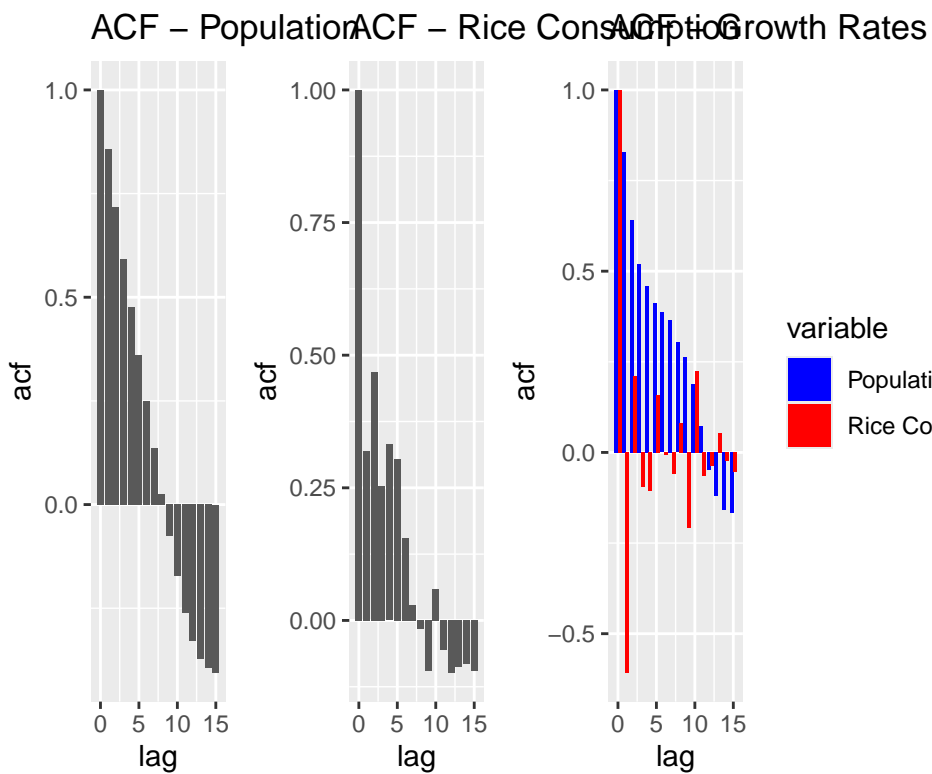 ACF – Population
ACF – Rice Consumption
ACF – Growth Rates
1.0
0.5
0.0
acf
0 5 10 15
lag
1.00
0.75
0.50
0.25
0.00
acf
0 5 10 15
lag
1.0
0.5
0.0
−0.5
acf
0 5 10 15
lag
variable
Populati
Rice Co